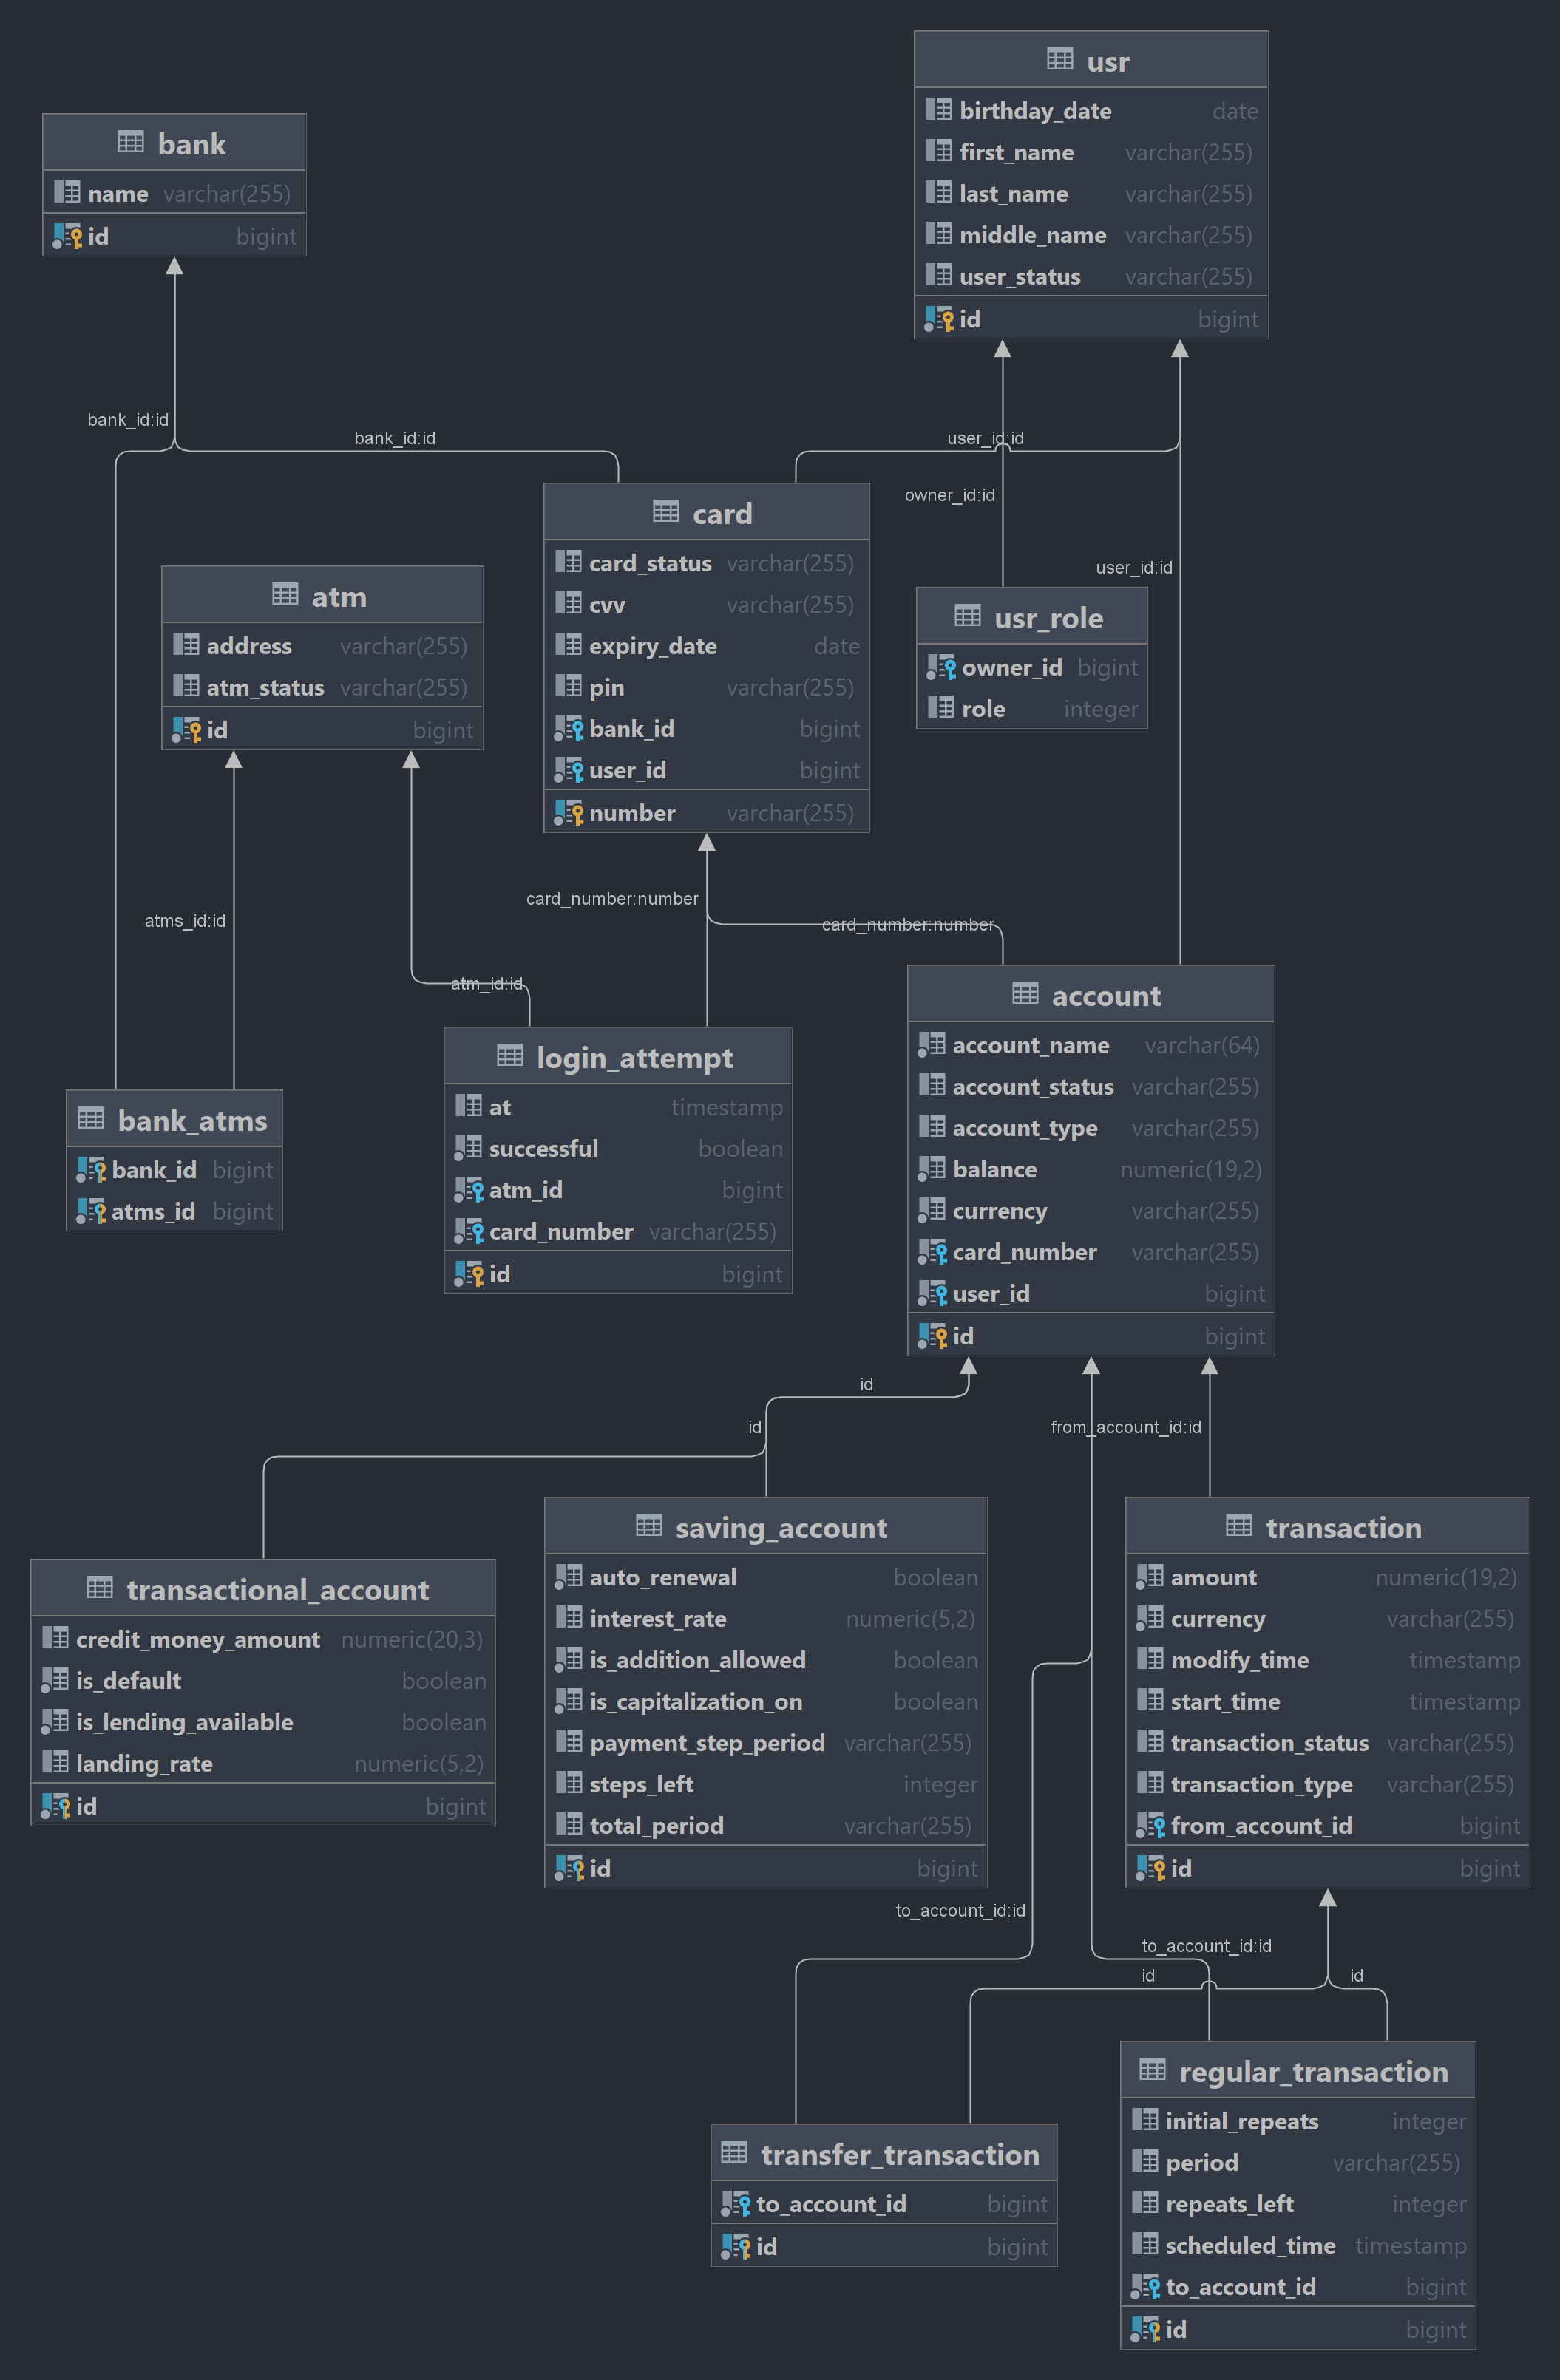 usr
birthday_date date
first_name varchar(255)
last_name varchar(255)
middle_name varchar(255)
user_status varchar(255)
id bigint
bank
name varchar(255)
id bigint
bank_id:id
bank_id:id
user_id:id
owner_id:id
user_id:id
card
card_status varchar(255)
cvv varchar(255)
expiry_date date
pin varchar(255)
bank_id bigint
user_id bigint
number varchar(255)
atm
address varchar(255)
atm_status varchar(255)
id bigint
usr_role
owner_id bigint
role integer
atms_id:id
card_number:number
card_number:number
atm_id:id
account
account_name varchar(64)
account_status varchar(255)
account_type varchar(255)
balance numeric(19,2)
currency varchar(255)
card_number varchar(255)
user_id bigint
id bigint
login_attempt
at timestamp
successful boolean
atm_id bigint
card_number varchar(255)
id bigint
bank_atms
bank_id bigint
atms_id bigint
id
id
from_account_id:id
transactional_account
credit_money_amount numeric(20,3)
is_default boolean
is_lending_available boolean
landing_rate numeric(5,2)
id bigint
saving_account
auto_renewal boolean
interest_rate numeric(5,2)
is_addition_allowed boolean
is_capitalization_on boolean
payment_step_period varchar(255)
steps_left integer
total_period varchar(255)
id bigint
transaction
amount numeric(19,2)
currency varchar(255)
modify_time timestamp
start_time timestamp
transaction_status varchar(255)
transaction_type varchar(255)
from_account_id bigint
id bigint
to_account_id:id
to_account_id:id
id
id
transfer_transaction
to_account_id bigint
id bigint
regular_transaction
initial_repeats integer
period varchar(255)
repeats_left integer
scheduled_time timestamp
to_account_id bigint
id bigint